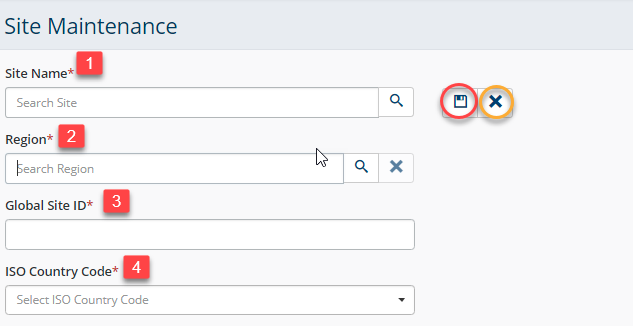 Site Maintenance
Site Name* 1
Search Site
Region* 2
Search Region
Global Site ID* 3
ISO Country Code* 4
Select ISO Country Code